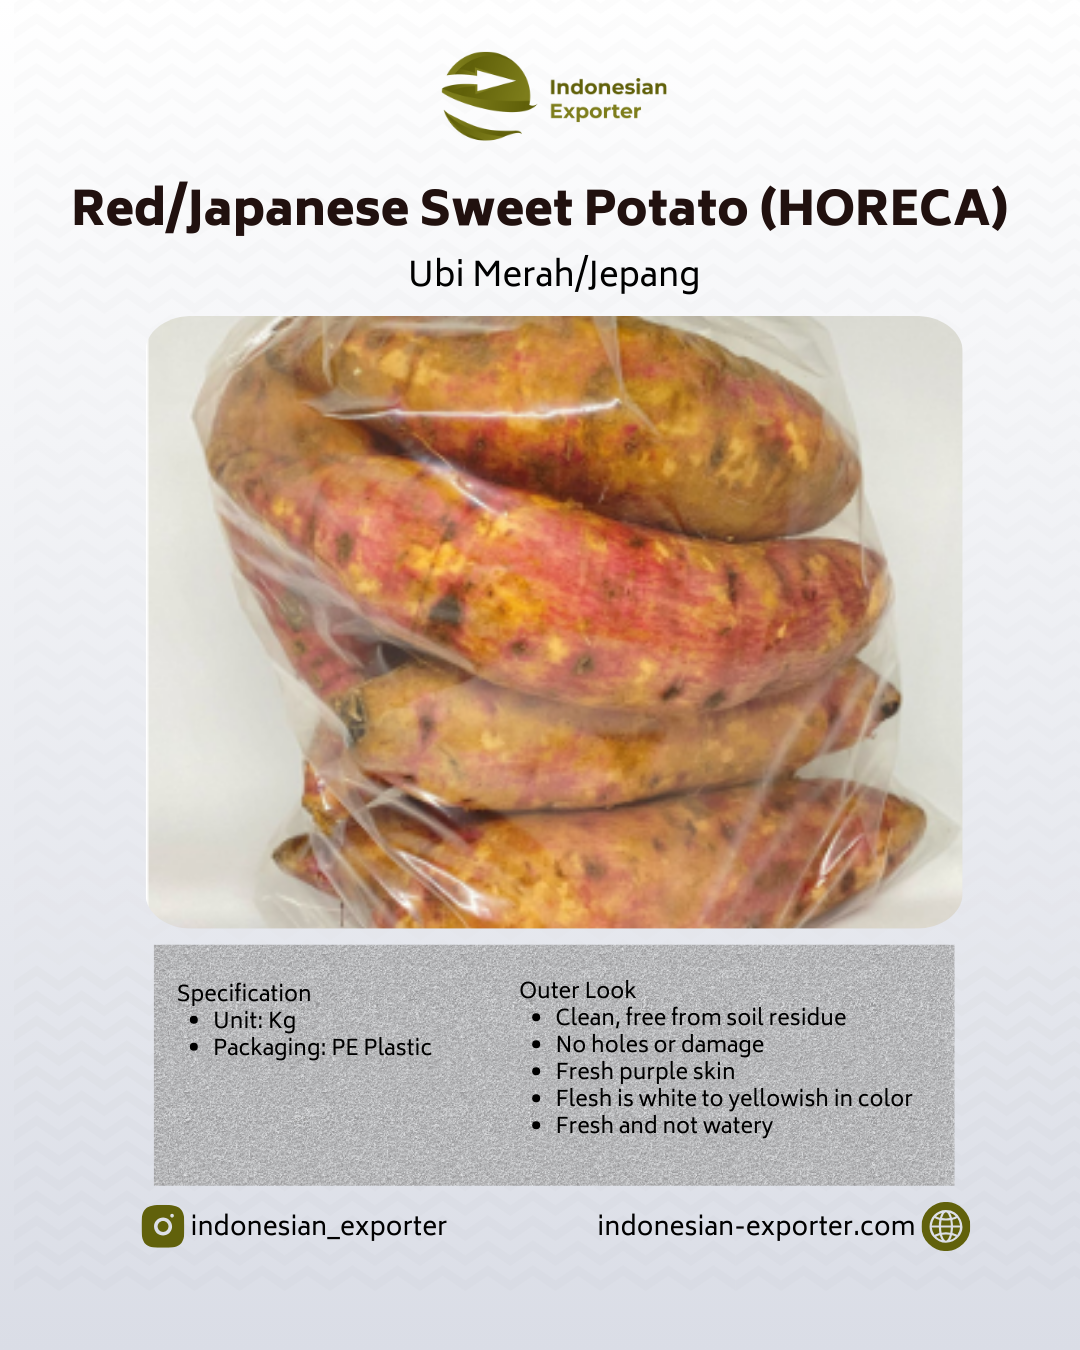 Indonesian
Exporter
Red/Japanese Sweet Potato (HORECA)
Ubi Merah/Jepang
Specification
• Unit: Kg
• Packaging: PE Plastic
Outer Look
• Clean, free from soil residue
• No holes or damage
• Fresh purple skin
• Flesh is white to yellowish in color
• Fresh and not watery
indonesian_exporter
indonesian-exporter.com